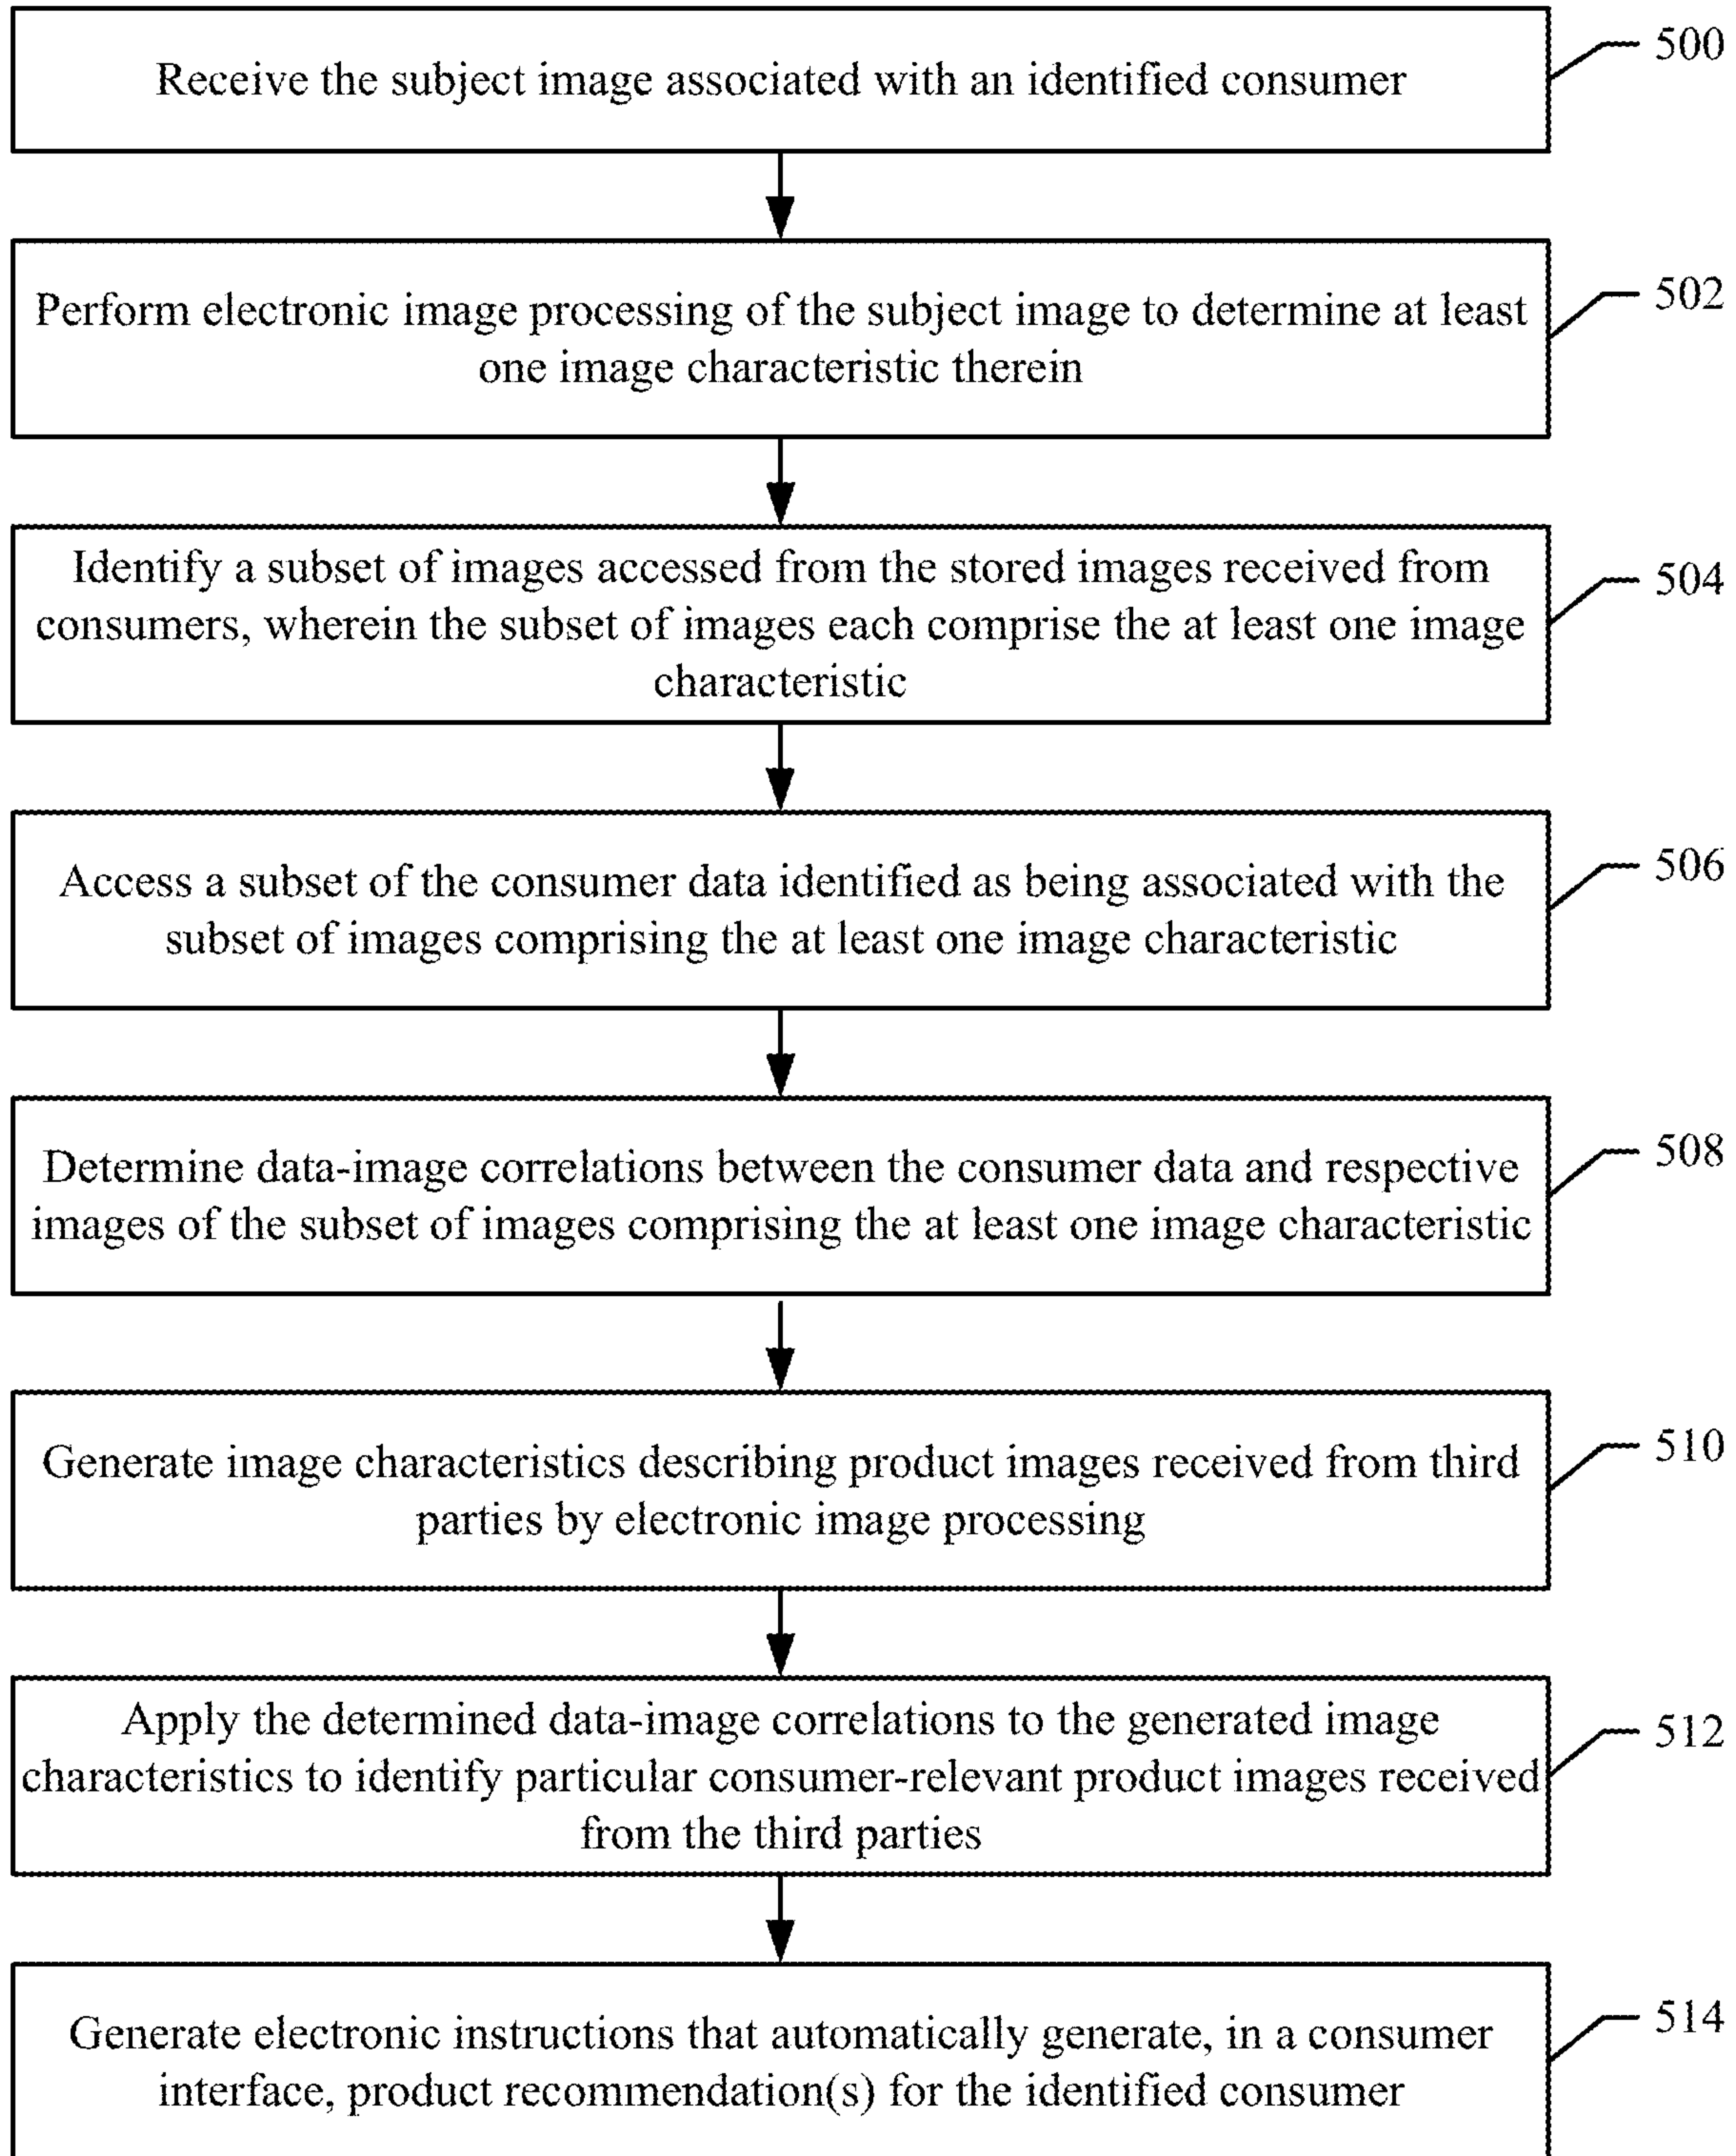 Receive the subject image associated with an identified consumer
500
Perform electronic image processing of the subject image to determine at least
one image characteristic therein
502
Identify a subset of images accessed from the stored images received from
consumers, wherein the subset of images each comprise the at least one image
characteristic
504
Access a subset of the consumer data identified as being associated with the
subset of images comprising the at least one image characteristic
506
Determine data-image correlations between the consumer data and respective
images of the subset of images comprising the at least one image characteristic
508
Generate image characteristics describing product images received from third
parties by electronic image processing
510
Apply the determined data-image correlations to the generated image
characteristics to identify particular consumer-relevant product images received
from the third parties
512
Generate electronic instructions that automatically generate, in a consumer
interface, product recommendation(s) for the identified consumer
514